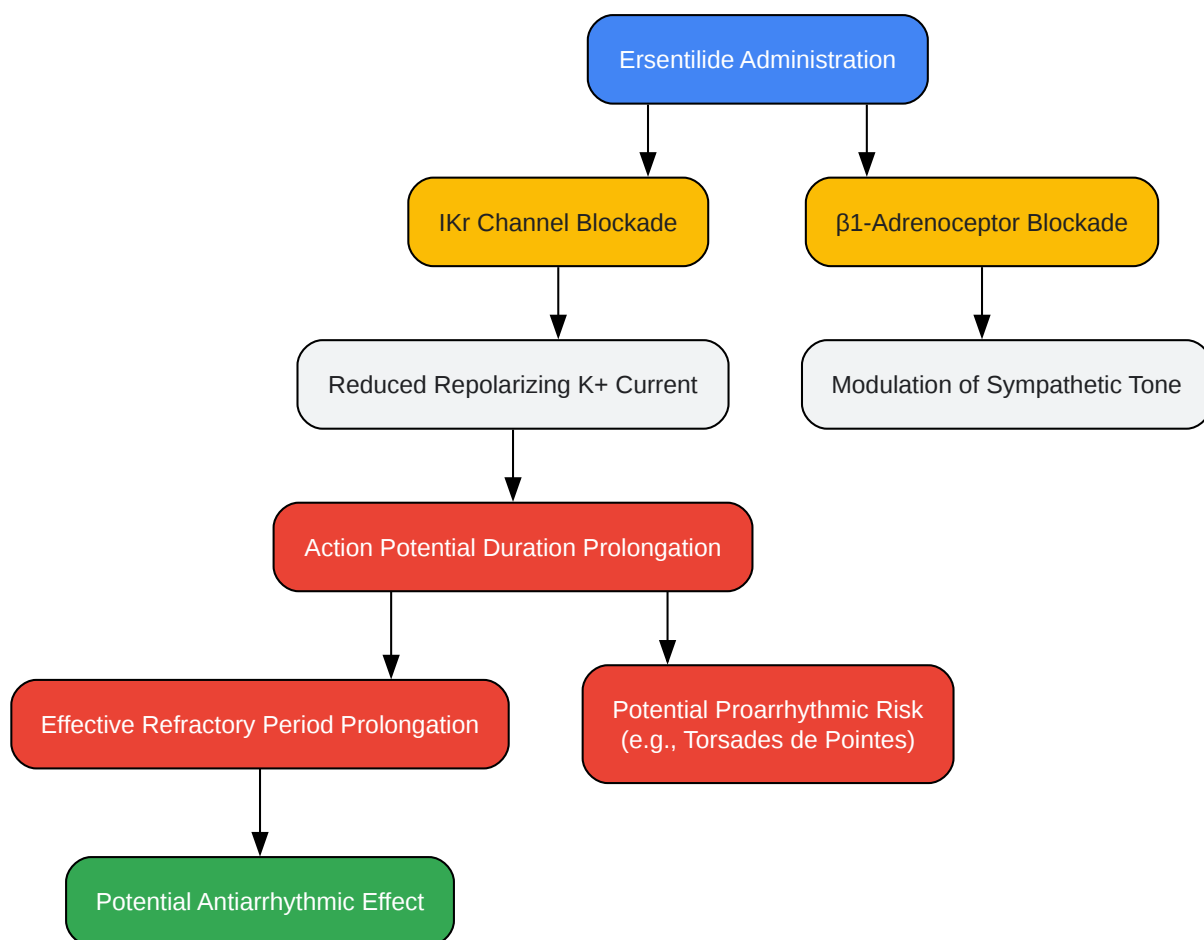 Ersentilide Administration
IKr Channel Blockade
β1-Adrenoceptor Blockade
Reduced Repolarizing K+ Current
Modulation of Sympathetic Tone
Action Potential Duration Prolongation
Effective Refractory Period Prolongation
Potential Proarrhythmic Risk
(e.g., Torsades de Pointes)
Potential Antiarrhythmic Effect